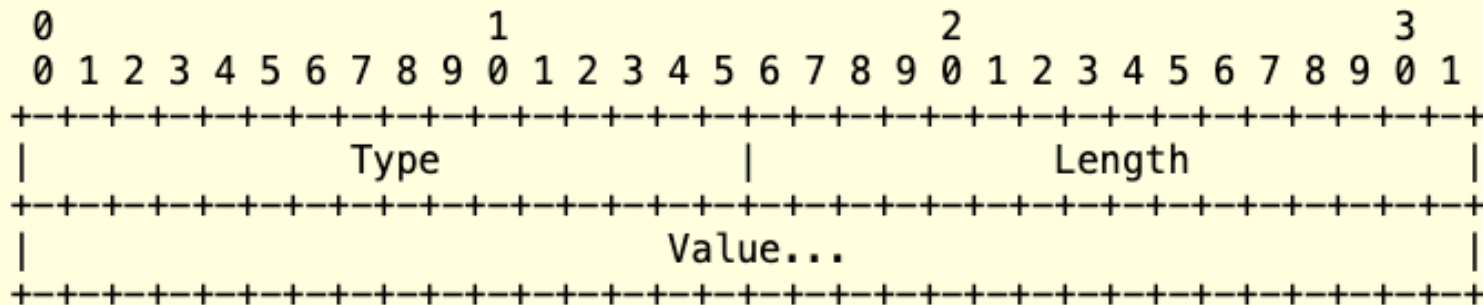 0                   1                   2                   3
 0 1 2 3 4 5 6 7 8 9 0 1 2 3 4 5 6 7 8 9 0 1 2 3 4 5 6 7 8 9 0 1
+-+-+-+-+-+-+-+-+-+-+-+-+-+-+-+-+-+-+-+-+-+-+-+-+-+-+-+-+-+-+-+-+
|              Type             |             Length            |
+-+-+-+-+-+-+-+-+-+-+-+-+-+-+-+-+-+-+-+-+-+-+-+-+-+-+-+-+-+-+-+-+
|                            Value...                           |
+-+-+-+-+-+-+-+-+-+-+-+-+-+-+-+-+-+-+-+-+-+-+-+-+-+-+-+-+-+-+-+-+